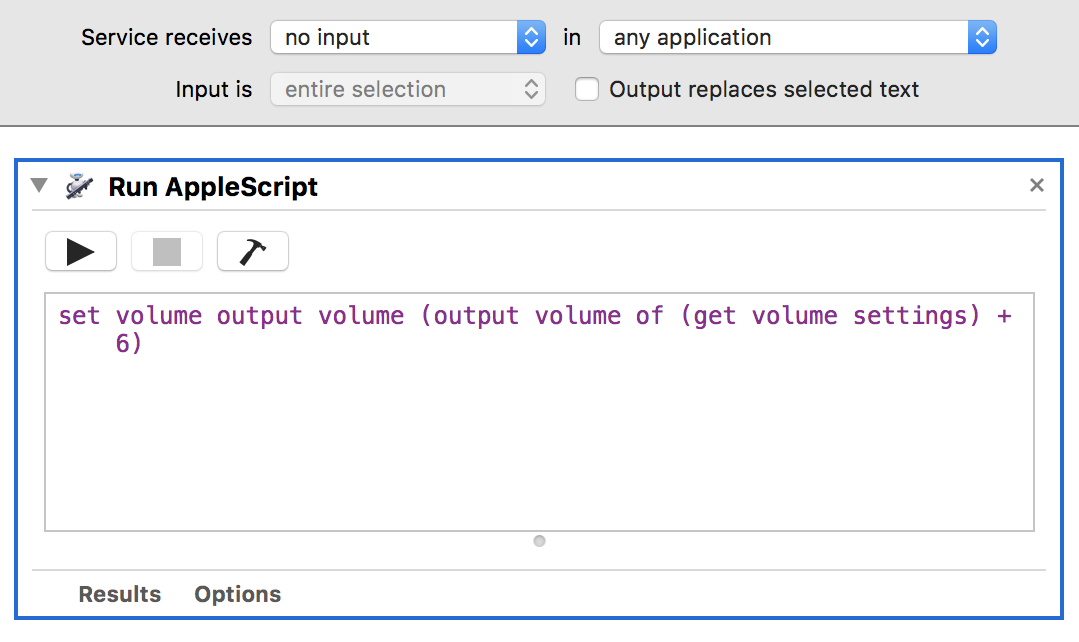 Service receives no input in any application
Input is entire selection Output replaces selected text
Run AppleScript
set volume output volume (output volume of (get volume settings) +
6)
Results Options